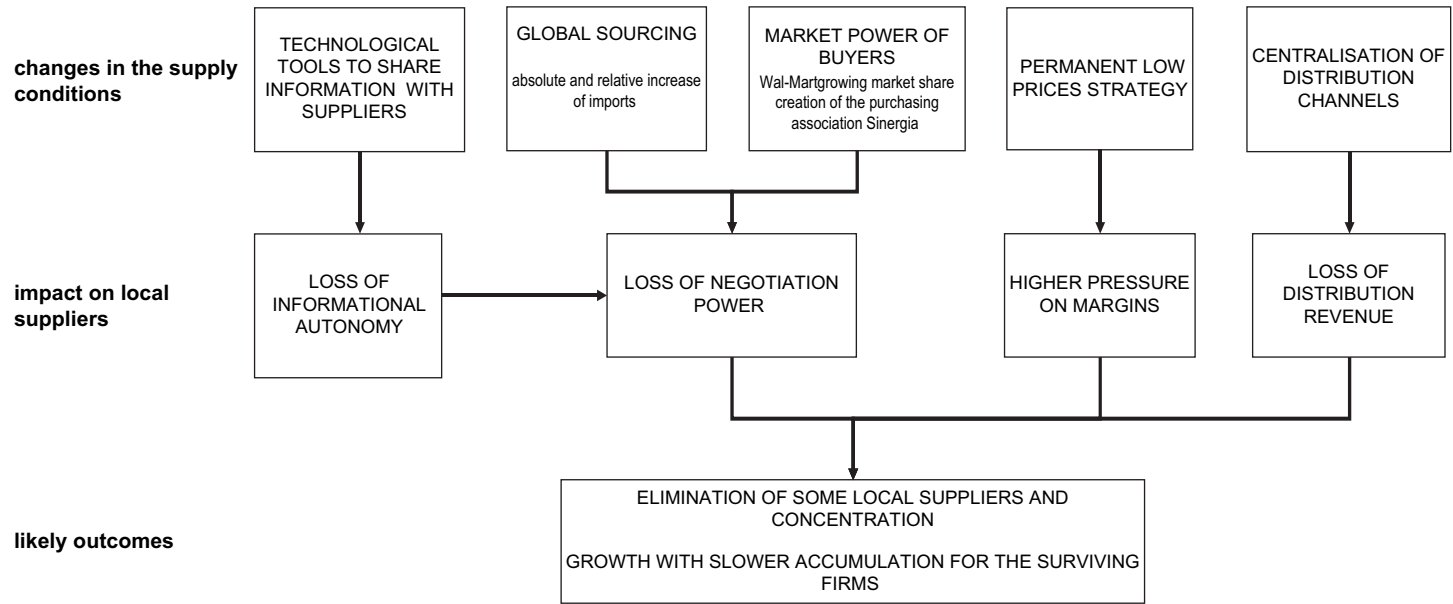 changes in the supply
conditions
TECHNOLOGICAL
TOOLS TO SHARE
INFORMATION WITH
SUPPLIERS
GLOBAL SOURCING
absolute and relative increase
of imports
MARKET POWER OF
BUYERS
Wal-Martgrowing market share
creation of the purchasing
association Sinergia
PERMANENT LOW
PRICES STRATEGY
CENTRALISATION OF
DISTRIBUTION
CHANNELS
impact on local
suppliers
LOSS OF
INFORMATIONAL
AUTONOMY
LOSS OF NEGOTIATION
POWER
HIGHER PRESSURE
ON MARGINS
LOSS OF
DISTRIBUTION
REVENUE
likely outcomes
ELIMINATION OF SOME LOCAL SUPPLIERS AND
CONCENTRATION
GROWTH WITH SLOWER ACCUMULATION FOR THE SURVIVING
FIRMS